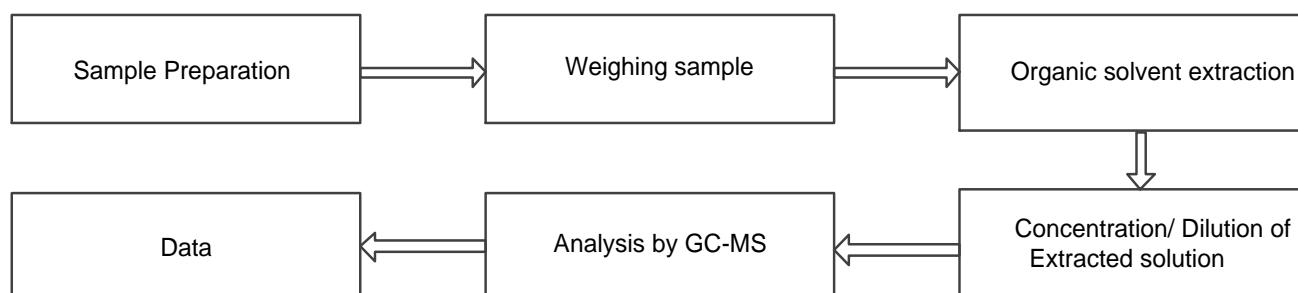 Sample Preparation
Weighing sample
Organic solvent extraction
Concentration/ Dilution of
Extracted solution
Analysis by GC-MS
Data